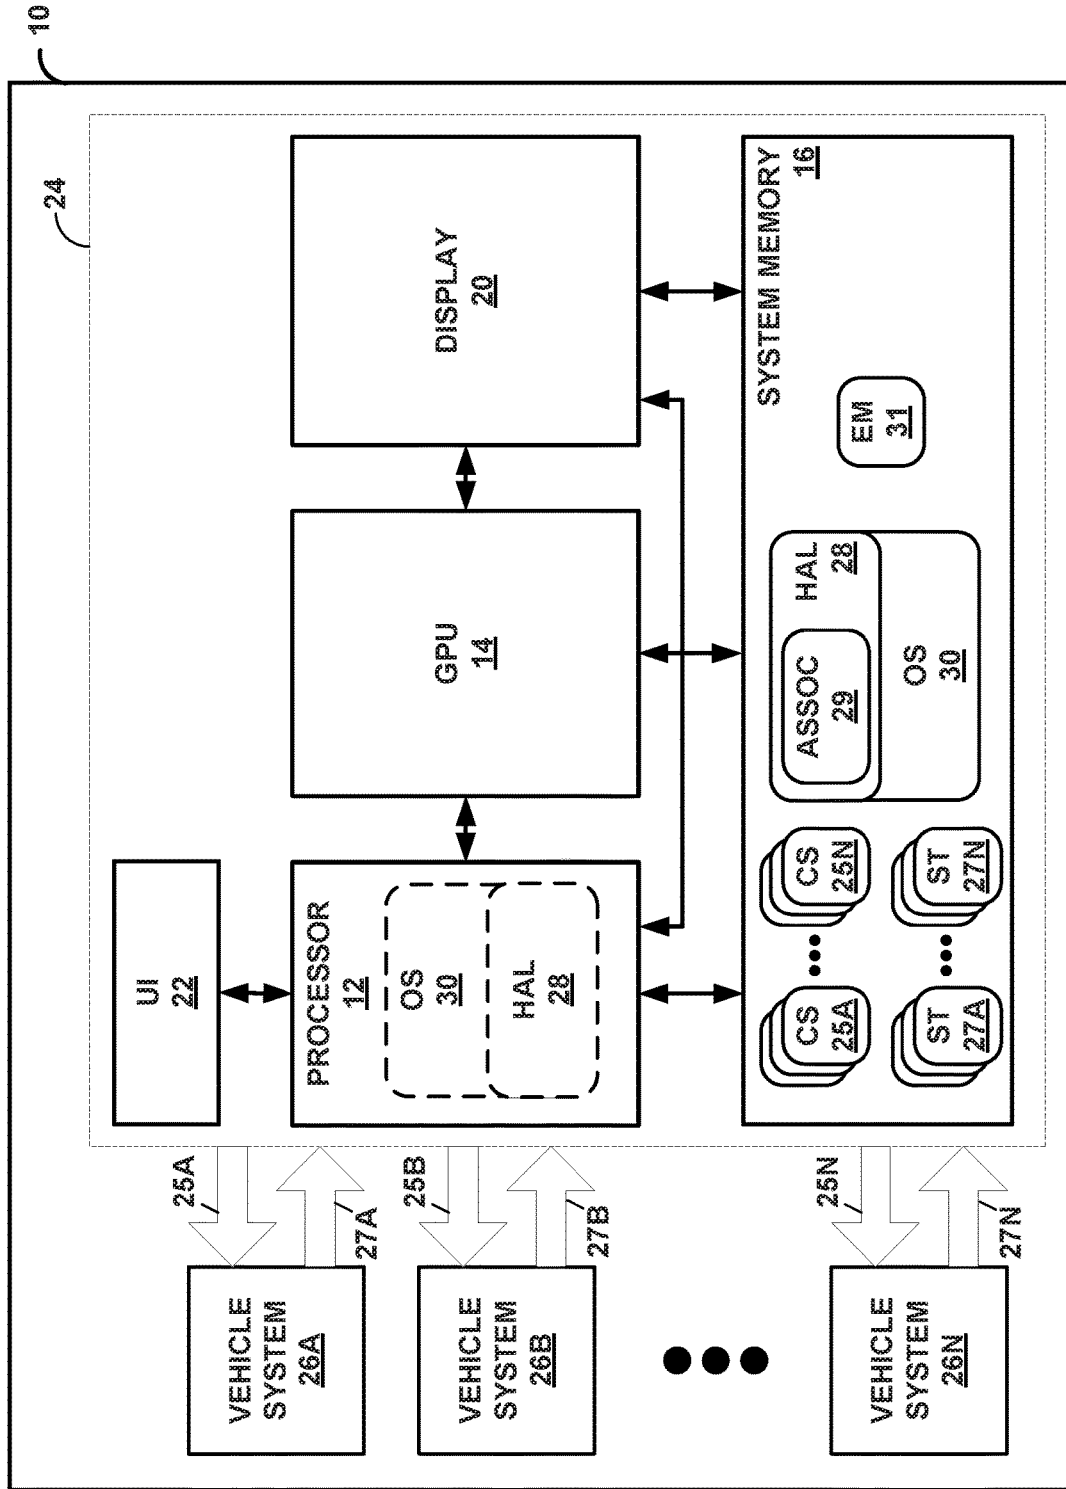 10
24
UI
22
PROCESSOR
12
OS
30
HAL
28
GPU
14
DISPLAY
20
SYSTEM MEMORY
16
CS
25A
CS
25N
ST
27A
ST
27N
ASSOC
29
HAL
28
OS
30
EM
31
25A
27A
25B
27B
25N
27N
VEHICLE
SYSTEM
26A
VEHICLE
SYSTEM
26B
VEHICLE
SYSTEM
26N